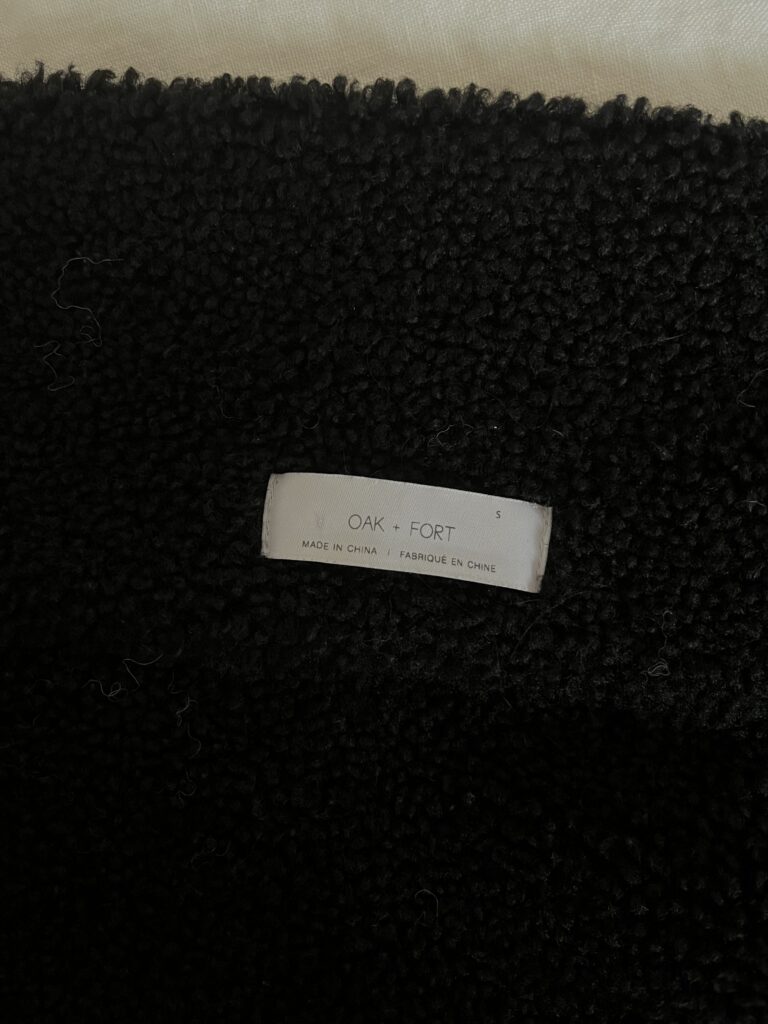 S
OAK + FORT
MADE IN CHINA | FABRIQUÉ EN CHINE